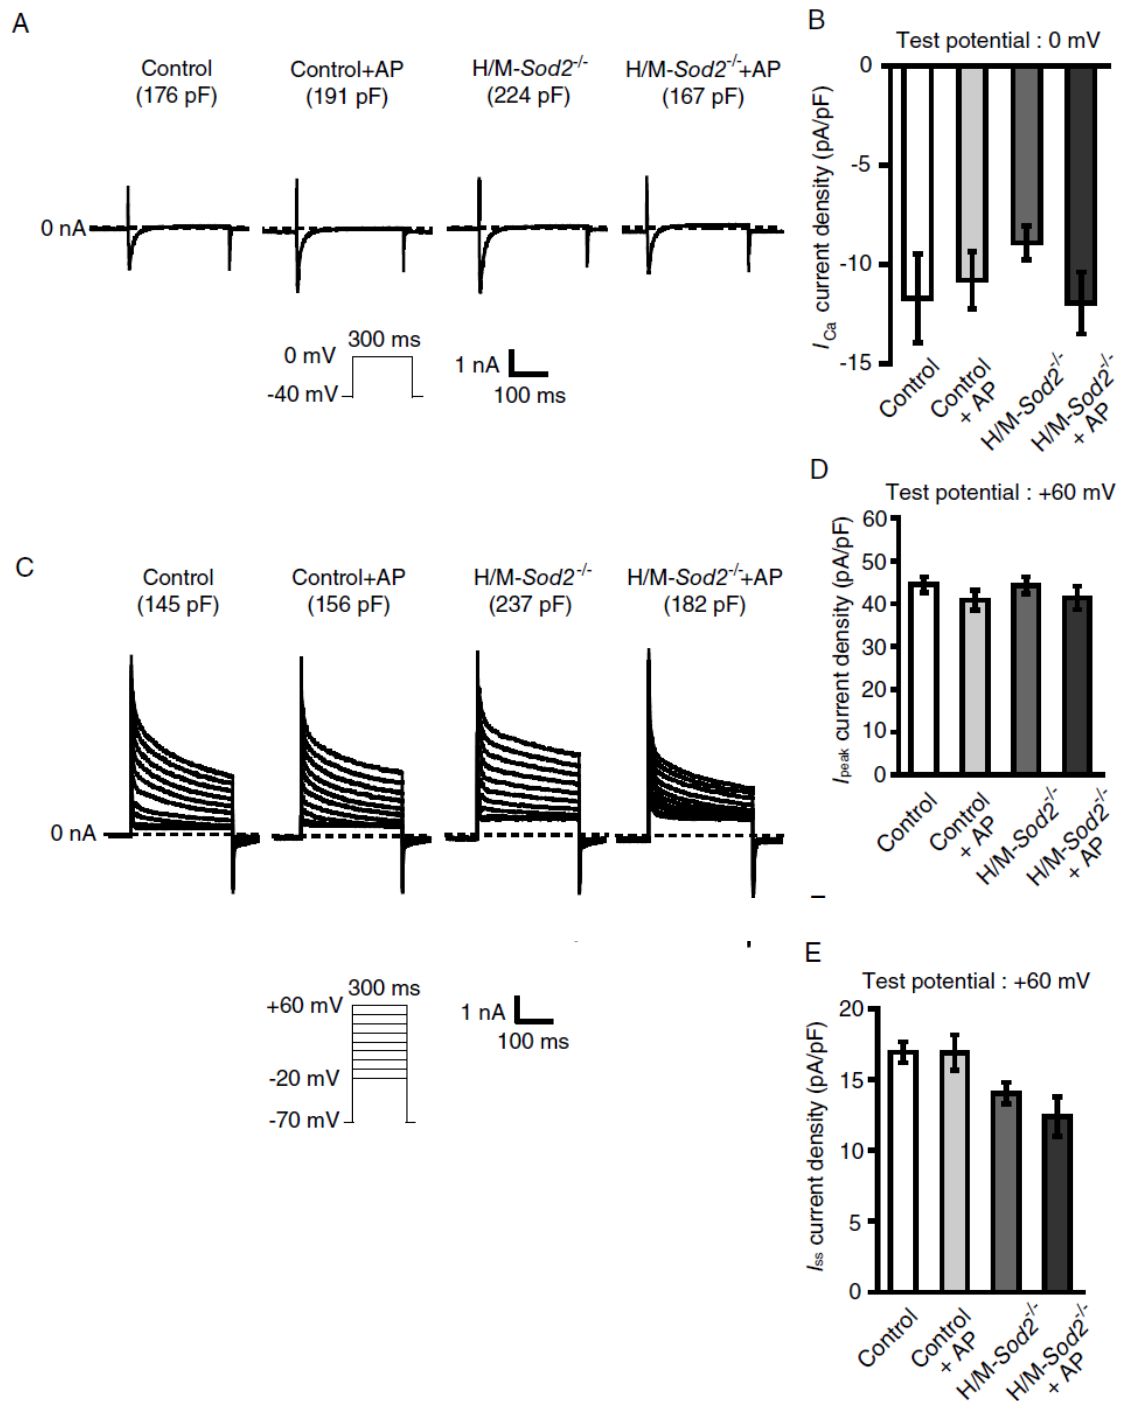 A
Control
(176 pF)
Control+AP
(191 pF)
H/M-Sod2-/-
(224 pF)
H/M-Sod2-/-+AP
(167 pF)
0 nA
300 ms
0 mV
-40 mV
1 nA
100 ms
B
Test potential : 0 mV
ICa current density (pA/pF)
0
-5
-10
-15
Control
Control
+ AP
H/M-Sod2-/-
H/M-Sod2-/-
+ AP
C
Control
(145 pF)
Control+AP
(156 pF)
H/M-Sod2-/-
(237 pF)
H/M-Sod2-/-+AP
(182 pF)
0 nA
300 ms
+60 mV
-20 mV
-70 mV
1 nA
100 ms
D
Test potential : +60 mV
Ipeak current density (pA/pF)
60
50
40
30
20
10
0
Control
Control
+ AP
H/M-Sod2-/-
H/M-Sod2-/-
+ AP
E
Test potential : +60 mV
Iss current density (pA/pF)
20
15
10
5
0
Control
Control
+ AP
H/M-Sod2-/-
H/M-Sod2-/-
+ AP